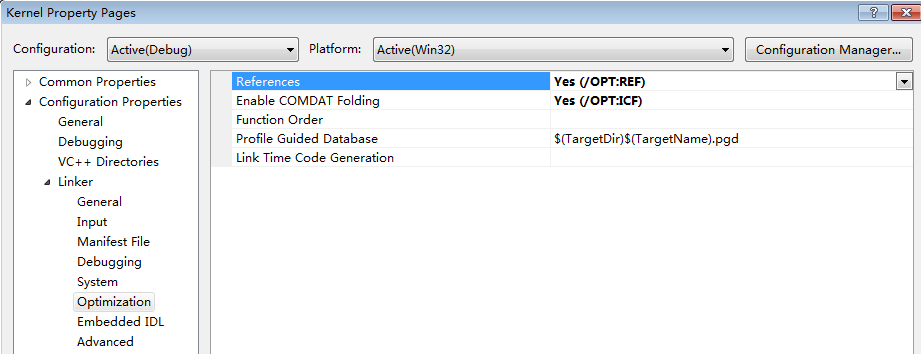 Kernel Property Pages
Configuration: Active(Debug) Platform: Active(Win32) Configuration Manager...
Common Properties
Configuration Properties
General
Debugging
VC++ Directories
Linker
General
Input
Manifest File
Debugging
System
Optimization
Embedded IDL
Advanced
References Yes (/OPT:REF)
Enable COMDAT Folding Yes (/OPT:ICF)
Function Order
Profile Guided Database $(TargetDir)$(TargetName).pgd
Link Time Code Generation